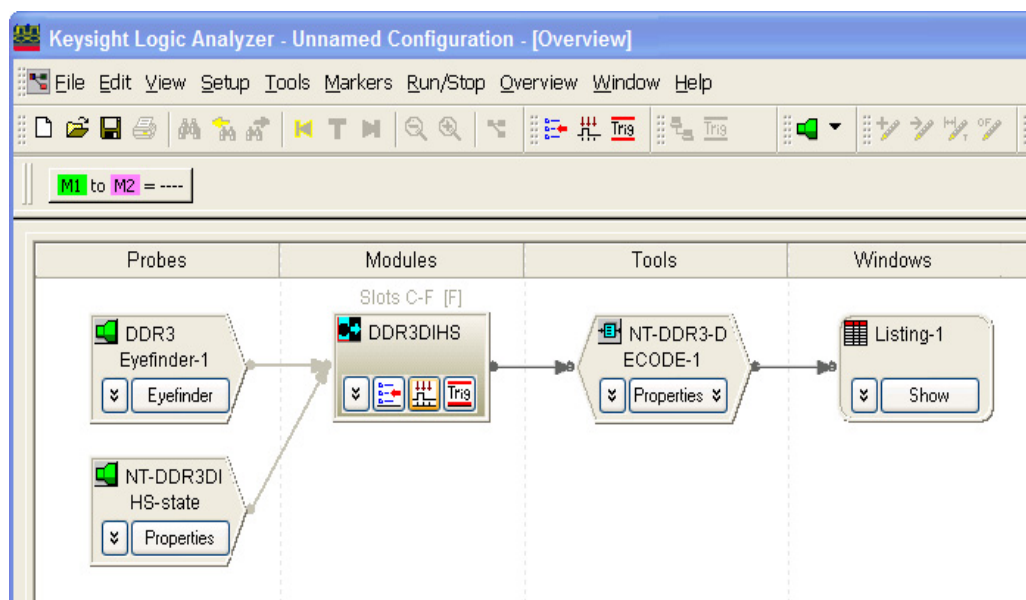 Keysight Logic Analyzer - Unnamed Configuration - [Overview]
File Edit View Setup Tools Markers Run/Stop Overview Window Help
T Trig Trig OFF
M1 to M2 = ----
Probes Modules Tools Windows
Slots C-F [F]
DDR3
Eyefinder-1
Eyefinder
DDR3DIHS
Trig
NT-DDR3-D
ECODE-1
Properties
Listing-1
Show
NT-DDR3DI
HS-state
Properties